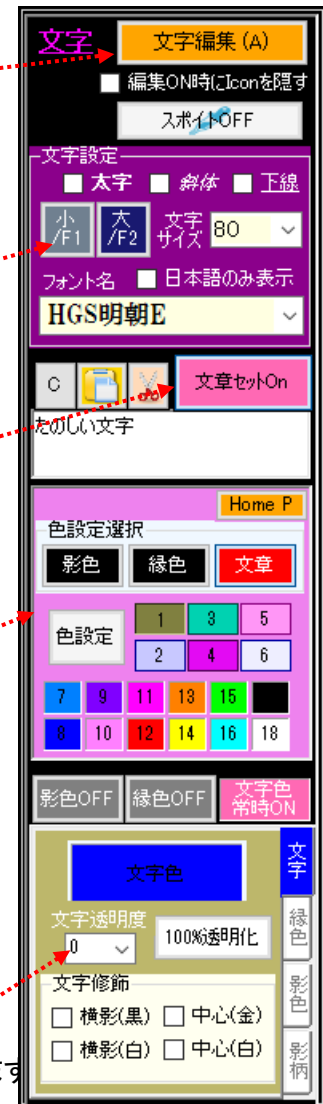 文字 文字編集 (A)
編集ON時にIconを隠す
スポイトOFF
文字設定
太字 斜体 下線
小/F1 大/F2 文字サイズ 80
フォント名 日本語のみ表示
HGS明朝E
C 文章セットOn
たのしい文字
Home P
色設定選択
影色 縁色 文章
色設定 1 3 5
2 4 6
7 9 11 13 15
8 10 12 14 16 18
影色OFF 縁色OFF 文字色常時ON
文字色 文字
文字透明度 縁色
0 100%透明化
文字修飾 影色
横影(黒) 中心(金)
横影(白) 中心(白) 影柄